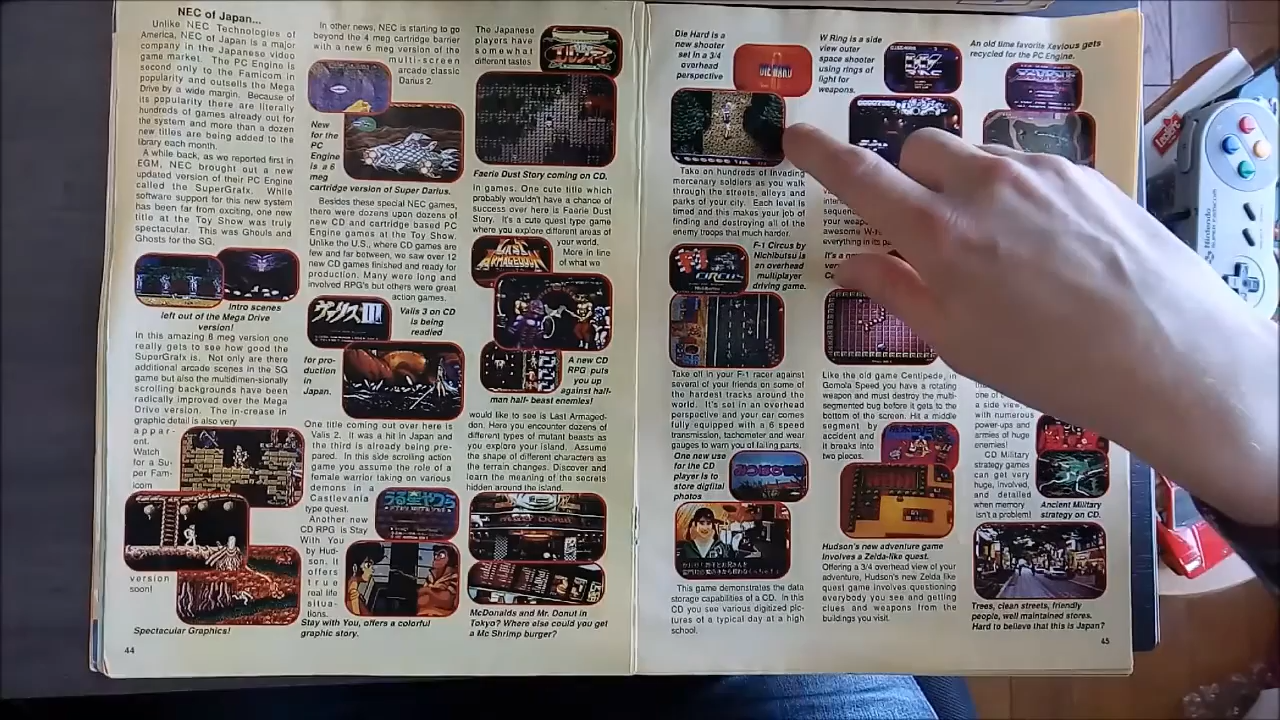 NEC of Japan...
Unlike NEC Technologies of
America, NEC of Japan is a major
company in the Japanese video
game market. The PC Engine is
second only to the Famicom in
popularity and outsells the Mega
Drive by a wide margin. Because of
its popularity there are literally
hundreds of games already out for
the system and more than a dozen
new titles are being added to the
library each month.
A while back, as we reported first in
EGM, NEC brought out a new
updated version of their PC Engine
called the SuperGrafx. While
software support for this new system
has been far from exciting, one new
title at the Toy Show was truly
spectacular. This was Ghouls and
Ghosts for the SG.
Intro scenes
left out of the Mega Drive
version!
In this amazing 8 meg version one
really gets to see how good the
SuperGrafx is. Not only are there
additional arcade scenes in the SG
game but also the multidimen-sionally
scrolling backgrounds have been
radically improved over the Mega
Drive version. The in-crease in
graphic detail is also very
appar-
ent.
Watch
for a Su-
per Fam-
icom
version
soon!
Spectacular Graphics!
44
In other news, NEC is starting to go
beyond the 4 meg cartridge barrier
with a new 6 meg version of the
multi-screen
arcade classic
Darius 2.
New
for the
PC
Engine
is a 6
meg
cartridge version of Super Darius.
Besides these special NEC games,
there were dozens upon dozens of
new CD and cartridge based PC
Engine games at the Toy Show.
Unlike the U.S., where CD games are
few and far between, we saw over 12
new CD games finished and ready for
production. Many were long and
involved RPG's but others were great
action games.
ヴァリスIII
Valis 3 on CD
is being
readied
for pro-
duction
in
Japan.
One title coming out over here is
Valis 2. It was a hit in Japan and
the third is already being pre-
pared. In this side scrolling action
game you assume the role of a
female warrior taking on various
demons in a
Castlevania
type quest.
Another new
CD RPG is Stay
With You
by Hud-
son. It
offers
true
real life
situa-
tions.
うる星やつら
Stay with You, offers a colorful
graphic story.
The Japanese
players have
somewhat
different tastes
Faerie Dust Story coming on CD.
in games. One cute title which
probably wouldn't have a chance of
success over here is Faerie Dust
Story. It's a cute quest type game
where you explore different areas of
your world.
More in line
of what we
LAST
ARMAGEDDON
A new CD
RPG puts
you up
against half-
man half- beast enemies!
would like to see is Last Armaged-
don. Here you encounter dozens of
different types of mutant beasts as
you explore your island. Assume
the shape of different characters as
the terrain changes. Discover and
learn the meaning of the secrets
hidden around the island.
McDonalds and Mr. Donut in
Tokyo? Where else could you get
a Mc Shrimp burger?
Die Hard is a
new shooter
set in a 3/4
overhead
perspective
DIE HARD
Take on hundreds of invading
mercenary soldiers as you walk
through the streets, alleys and
parks of your city. Each level is
timed and this makes your job of
finding and destroying all of the
enemy troops that much harder.
F1 CIRCUS
F-1 Circus by
Nichibutsu is
an overhead
multiplayer
driving game.
Take off in your F-1 racer against
several of your friends on some of
the hardest tracks around the
world. It's set in an overhead
perspective and your car comes
fully equipped with a 6 speed
transmission, tachometer and wear
gauges to warn you of failing parts.
One new use
for the CD
player is to
store digitial
photos
This game demonstrates the data
storage capabilities of a CD. In this
CD you see various digitized pic-
tures of a typical day at a high
school.
W Ring is a side
view outer
space shooter
using rings of
light for
weapons.
sequen
your weap
awesome W-R
everything in its pa
It's a
Like the old game Centipede, in
Gomola Speed you have a rotating
weapon and must destroy the multi-
segmented bug before it gets to the
bottom of the screen. Hit a middle
segment by
accident and
it breaks into
two pieces.
Hudson's new adventure game
involves a Zelda-like quest.
Offering a 3/4 overhead view of your
adventure, Hudson's new Zelda like
quest game involves questioning
everybody you see and getting
clues and weapons from the
buildings you visit.
An old time favorite Xevious gets
recycled for the PC Engine.
XEVIOUS
one of
a side view,
with numerous
power-ups and
armies of huge
enemies!
CD Military
strategy games
can get very
huge, involved,
and detailed
when memory
isn't a problem!
Ancient Military
strategy on CD.
Trees, clean streets, friendly
people, well maintained stores.
Hard to believe that this is Japan?
45
Nintendo
SUPER FAMICOM